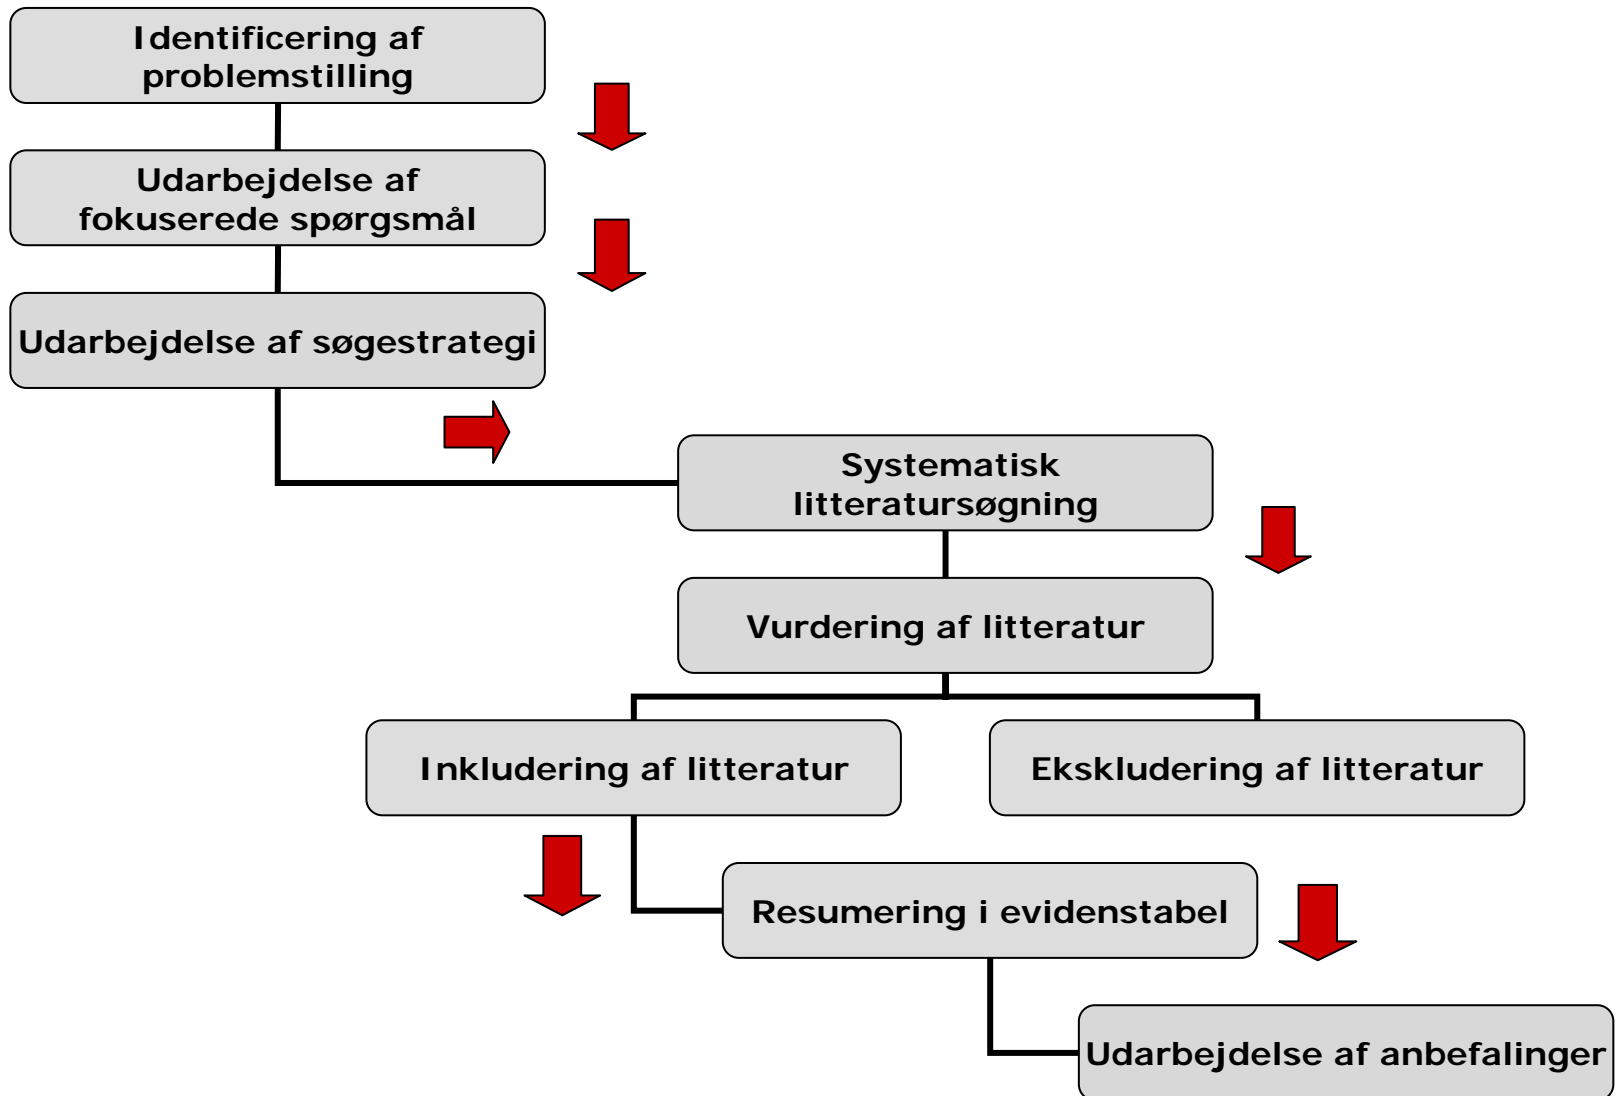 Identificering af
problemstilling
Udarbejdelse af
fokuserede spørgsmål
Udarbejdelse af søgestrategi
Systematisk
litteratursøgning
Vurdering af litteratur
Inkludering af litteratur
Ekskludering af litteratur
Resumering i evidenstabel
Udarbejdelse af anbefalinger